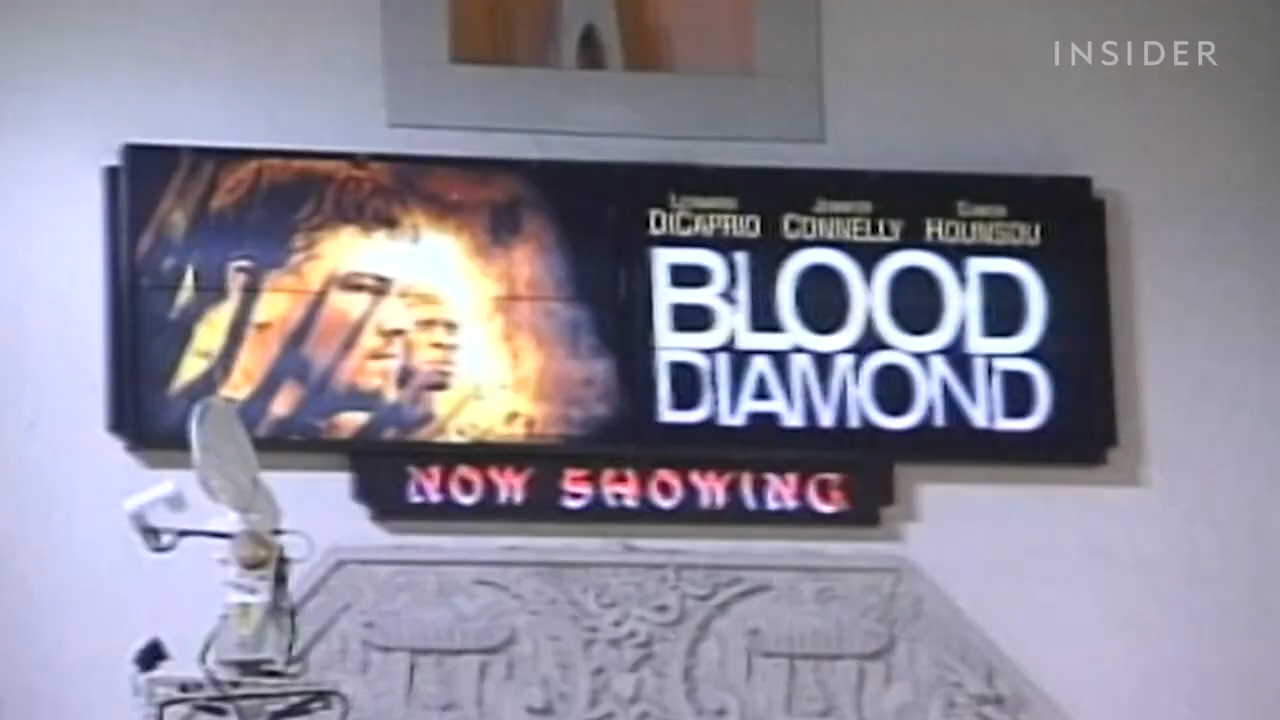 INSIDER
DICAPRIO CONNELLY HOUNSOU
BLOOD
DIAMOND
NOW SHOWING